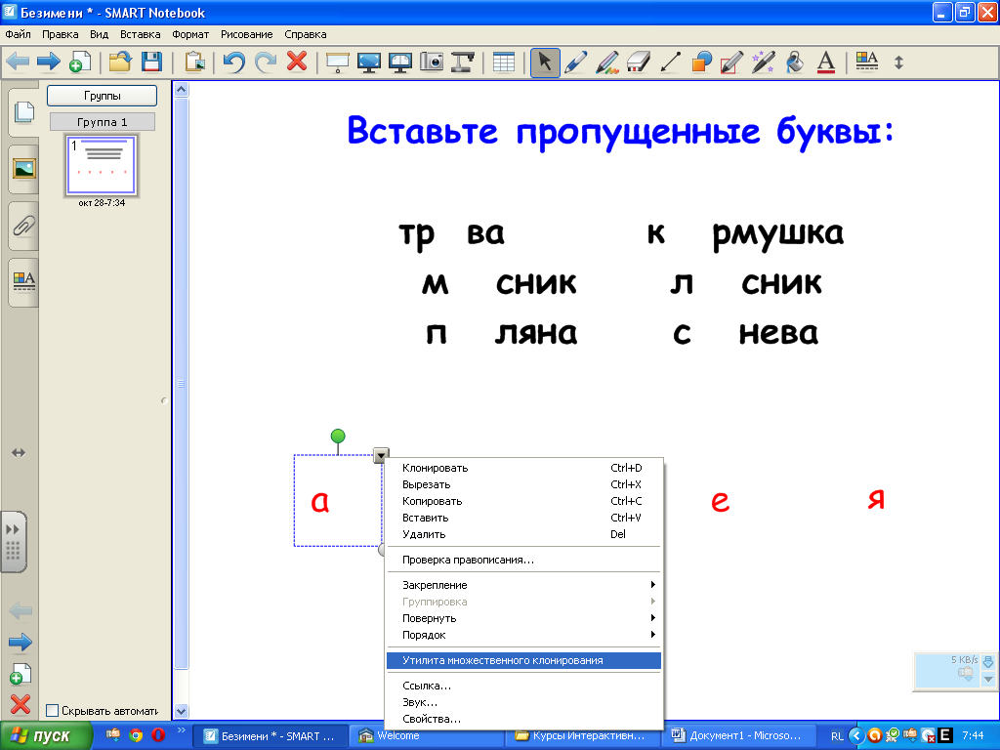 Безимени * - SMART Notebook
Файл Правка Вид Вставка Формат Рисование Справка
Группы
Группа 1
1
окт 28-7:34
Скрывать автомати
Вставьте пропущенные буквы:
тр ва к рмушка
м сник л сник
п ляна с нева
а е я
Клонировать Ctrl+D
Вырезать Ctrl+X
Копировать Ctrl+C
Вставить Ctrl+V
Удалить Del
Проверка правописания...
Закрепление
Группировка
Повернуть
Порядок
Утилита множественного клонирования
Ссылка...
Звук...
Свойства...
5 KB/s
пуск Безимени * - SMART ... Welcome Курсы Интерактивн... Документ1 - Microso... RL 7:44